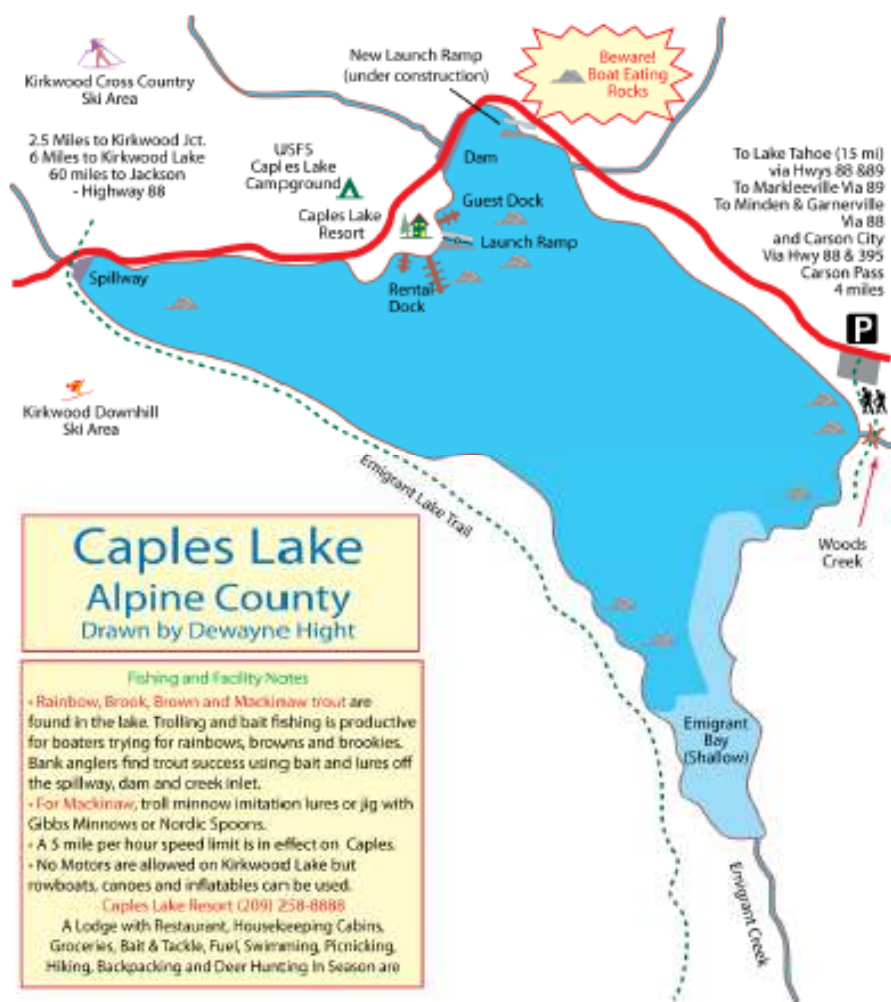 Kirkwood Cross Country
Ski Area
2.5 Miles to Kirkwood Jct.
6 Miles to Kirkwood Lake
60 miles to Jackson
- Highway 88
New Launch Ramp
(under construction)
Beware!
Boat Eating
Rocks
USFS
Caples Lake
Campground
Caples Lake
Resort
Dam
Guest Dock
Launch Ramp
Rental
Dock
Spillway
To Lake Tahoe (15 mi)
via Hwys 88 &89
To Markleeville Via 89
To Minden & Garnerville
Via 88
and Carson City
Via Hwy 88 & 395
Carson Pass
4 miles
P
Kirkwood Downhill
Ski Area
Emigrant Lake Trail
Woods
Creek
Emigrant
Bay
(Shallow)
Emigrant Creek
Caples Lake
Alpine County
Drawn by Dewayne Hight
Fishing and Facility Notes
• Rainbow, Brook, Brown and Mackinaw trout are
found in the lake. Trolling and bait fishing is productive
for boaters trying for rainbows, browns and brookies.
Bank anglers find trout success using bait and lures off
the spillway, dam and creek inlet.
• For Mackinaw, troll minnow imitation lures or jig with
Gibbs Minnows or Nordic Spoons.
• A 5 mile per hour speed limit is in effect on Caples.
• No Motors are allowed on Kirkwood Lake but
rowboats, canoes and inflatables can be used.
Caples Lake Resort (209) 258-8888
A Lodge with Restaurant, Housekeeping Cabins,
Groceries, Bait & Tackle, Fuel, Swimming, Picnicking,
Hiking, Backpacking and Deer Hunting In Season are